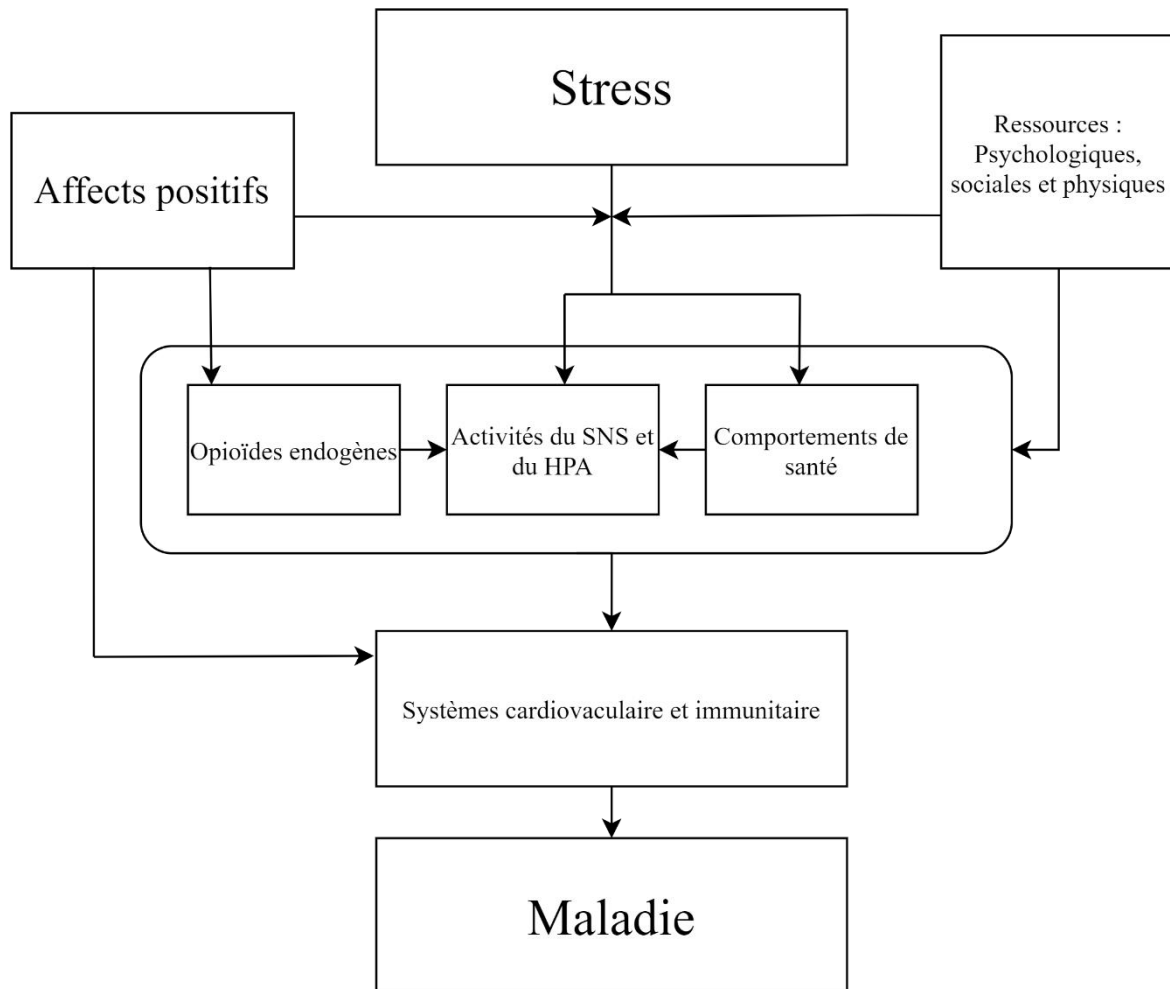 Stress
Ressources :
Psychologiques,
sociales et physiques
Affects positifs
Opioïdes endogènes
Activités du SNS et
du HPA
Comportements de
santé
Systèmes cardiovaculaire et immunitaire
Maladie